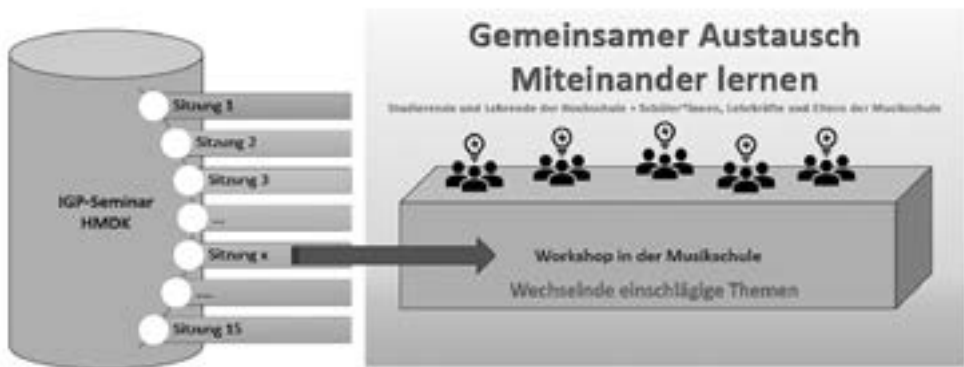 IGP-Seminar
HMDK
Sitzung 1
Sitzung 2
Sitzung 3
...
Sitzung x
....
Sitzung 15
Gemeinsamer Austausch
Miteinander lernen
Studierende und Lehrende der Hochschule + Schüler*innen, Lehrkräfte und Eltern der Musikschule
Workshop in der Musikschule
Wechselnde einschlägige Themen